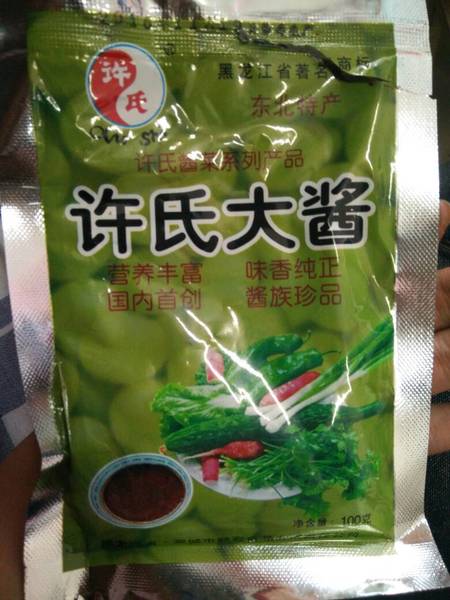 许氏
黑龙江省著名商标
东北特产
许氏酱菜系列产品
许氏大酱
营养丰富 味香纯正
国内首创 酱族珍品
净含量：100克